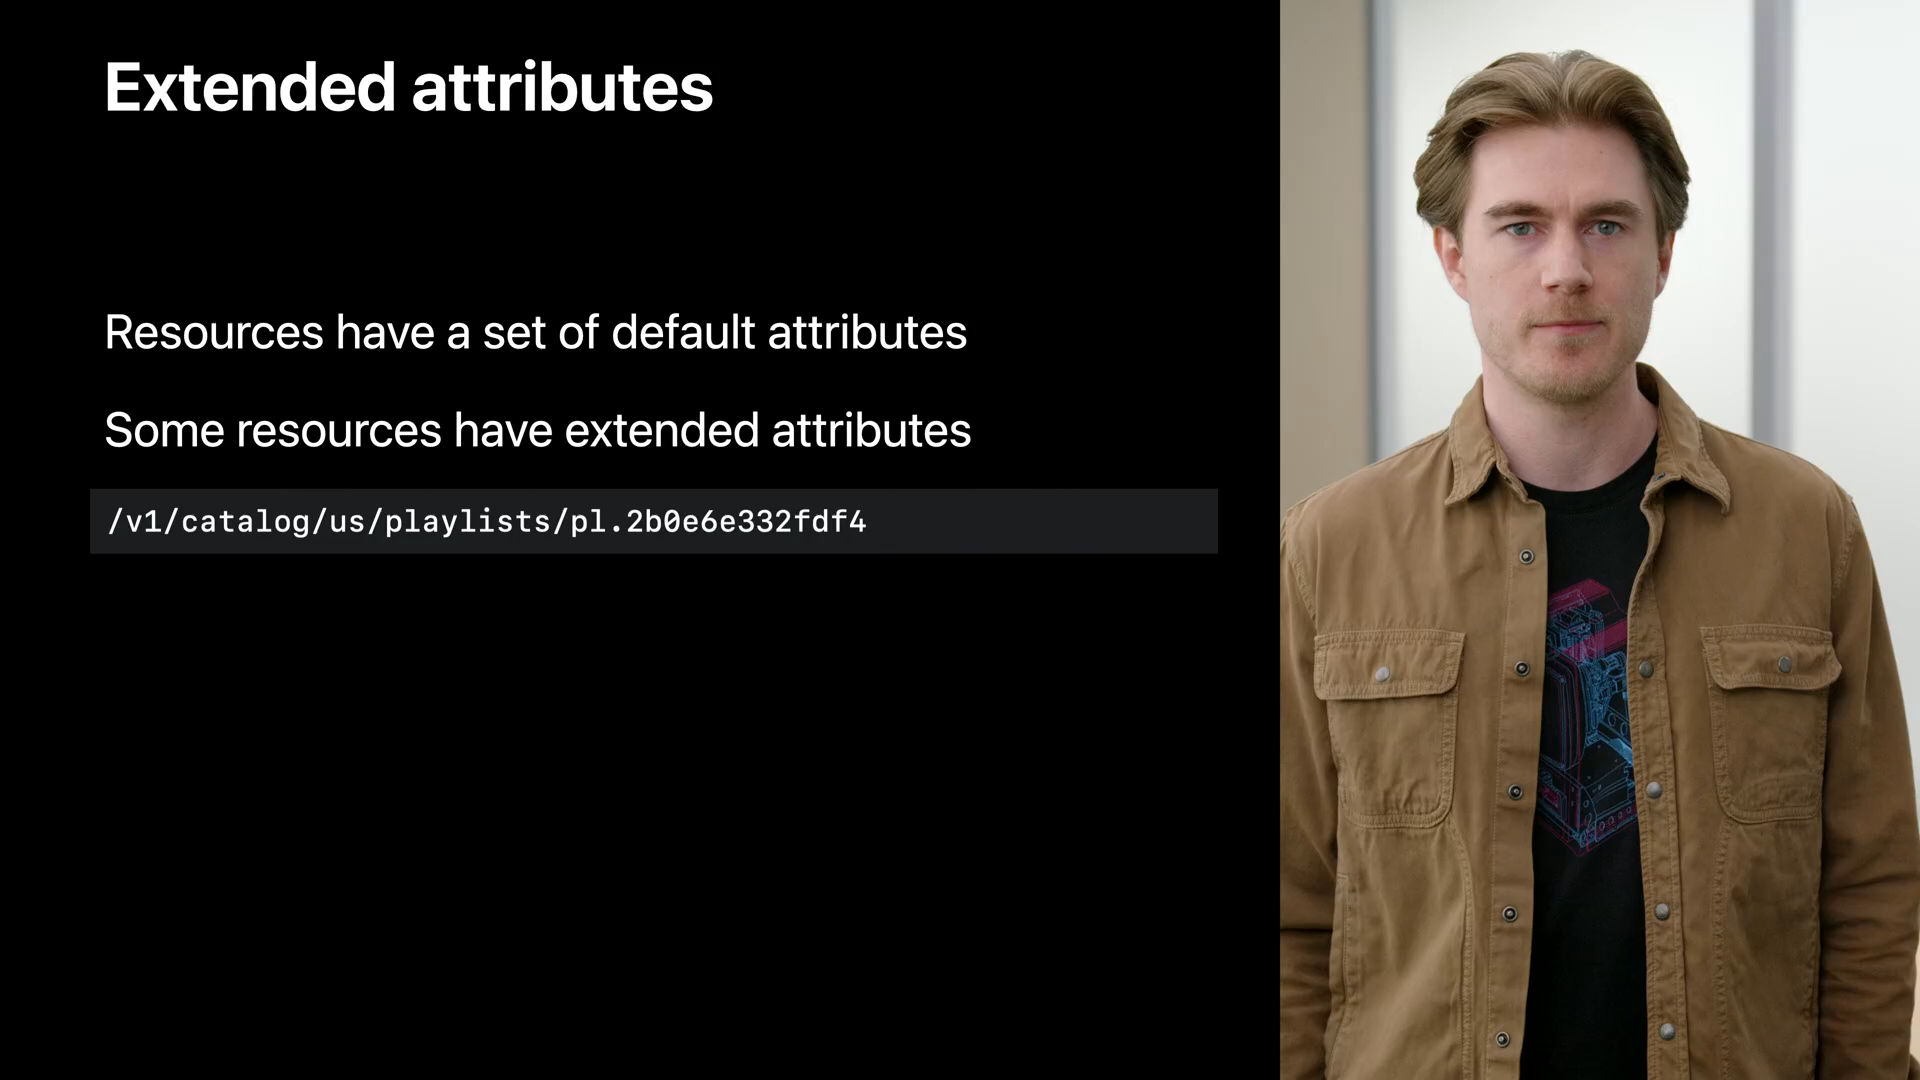 Extended attributes
Resources have a set of default attributes
Some resources have extended attributes
/v1/catalog/us/playlists/pl.2b0e6e332fdf4